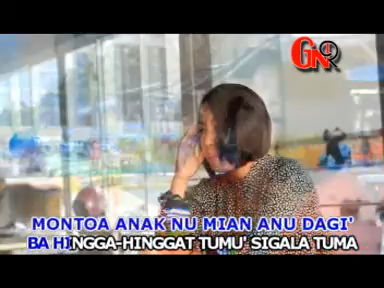 GNR
MONTOA ANAK NU MIAN ANU DAGI'
BA HINGGA-HINGGAT TUMU' SIGALA TUMA